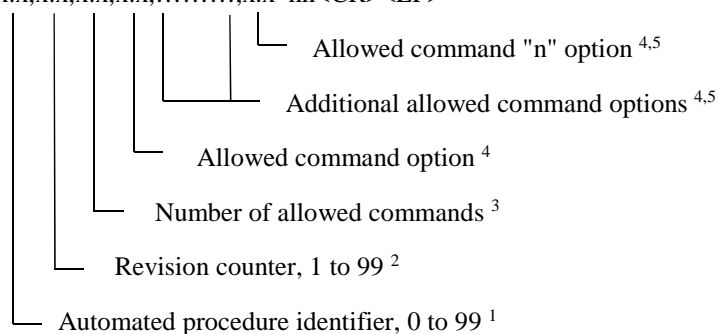 Allowed command "n" option 4,5
Additional allowed command options 4,5
Allowed command option 4
Number of allowed commands 3
Revision counter, 1 to 99 2
Automated procedure identifier, 0 to 99 1